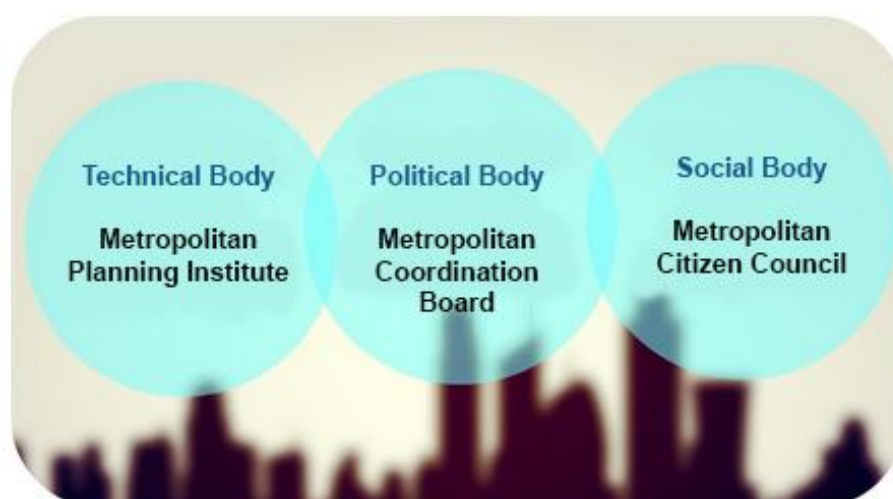 Technical Body
Metropolitan
Planning Institute
Political Body
Metropolitan
Coordination
Board
Social Body
Metropolitan
Citizen Council